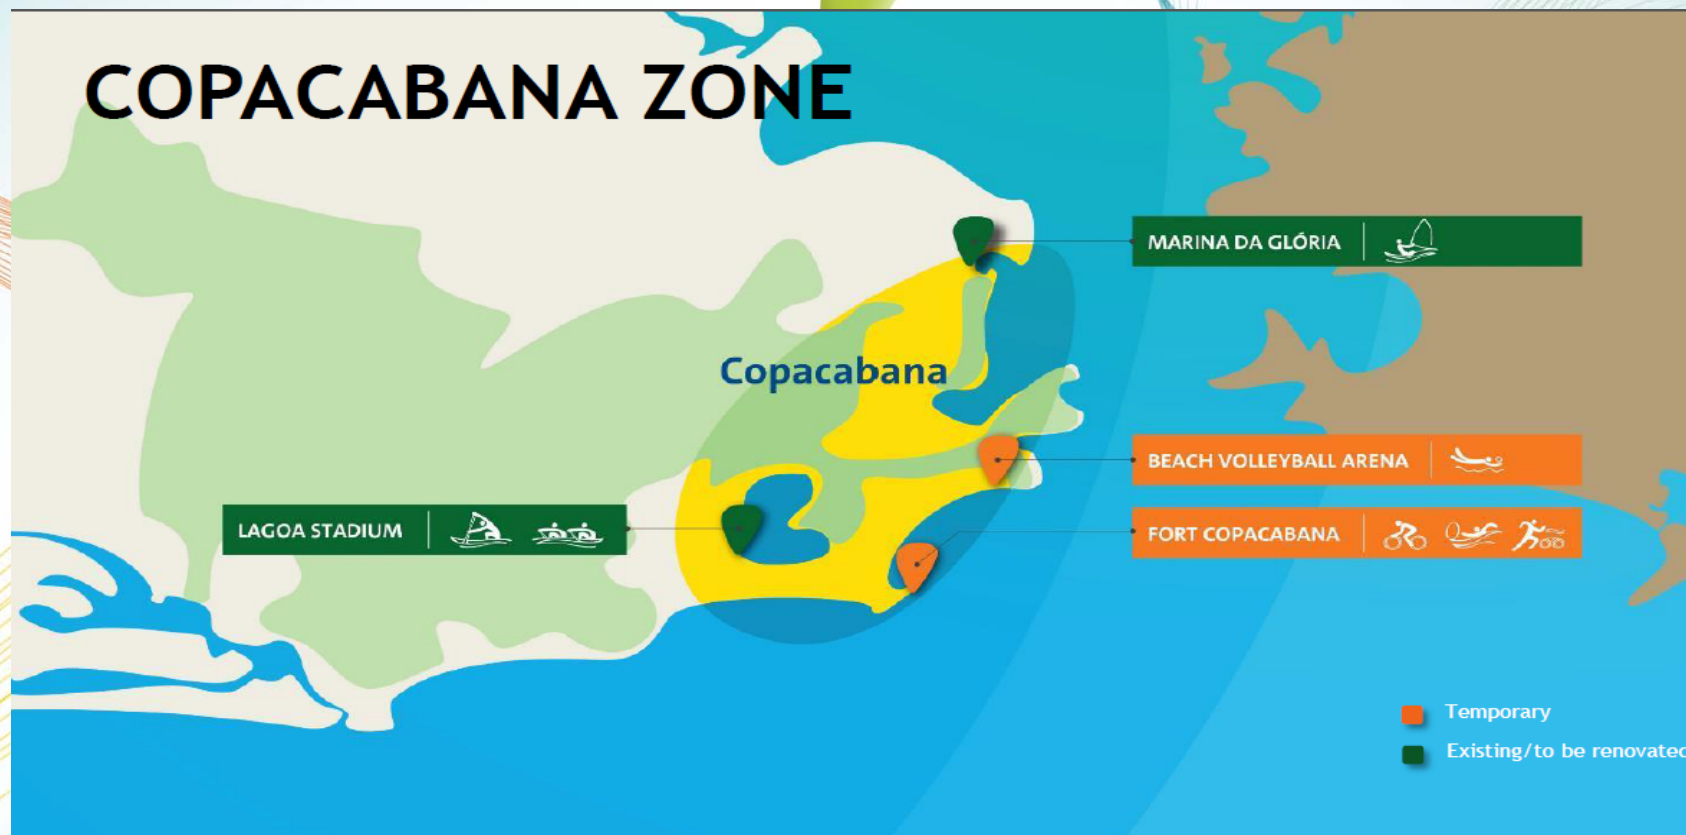 COPACABANA ZONE
MARINA DA GLÓRIA
Copacabana
BEACH VOLLEYBALL ARENA
LAGOA STADIUM
FORT COPACABANA
Temporary
Existing/to be renovated